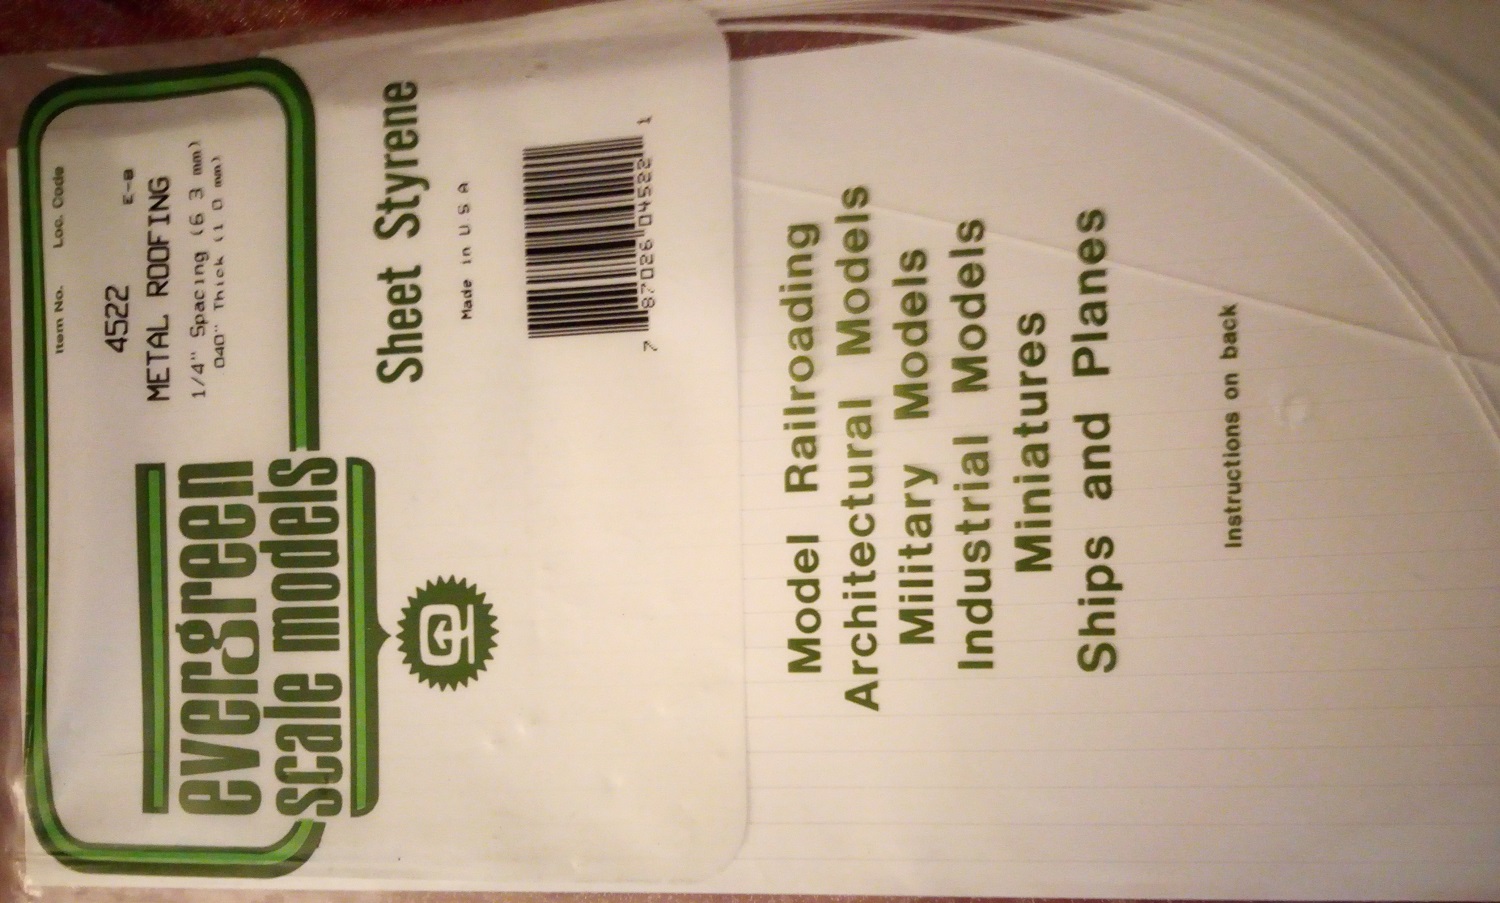 Item No. Loc. Code
4522 E-8
METAL ROOFING
1/4" Spacing (6 3 mm)
040" Thick (1 0 mm)
evergreen
scale models
Sheet Styrene
Made in U S A
7 87026 04522 1
Model Railroading
Architectural Models
Military Models
Industrial Models
Miniatures
Ships and Planes
Instructions on back